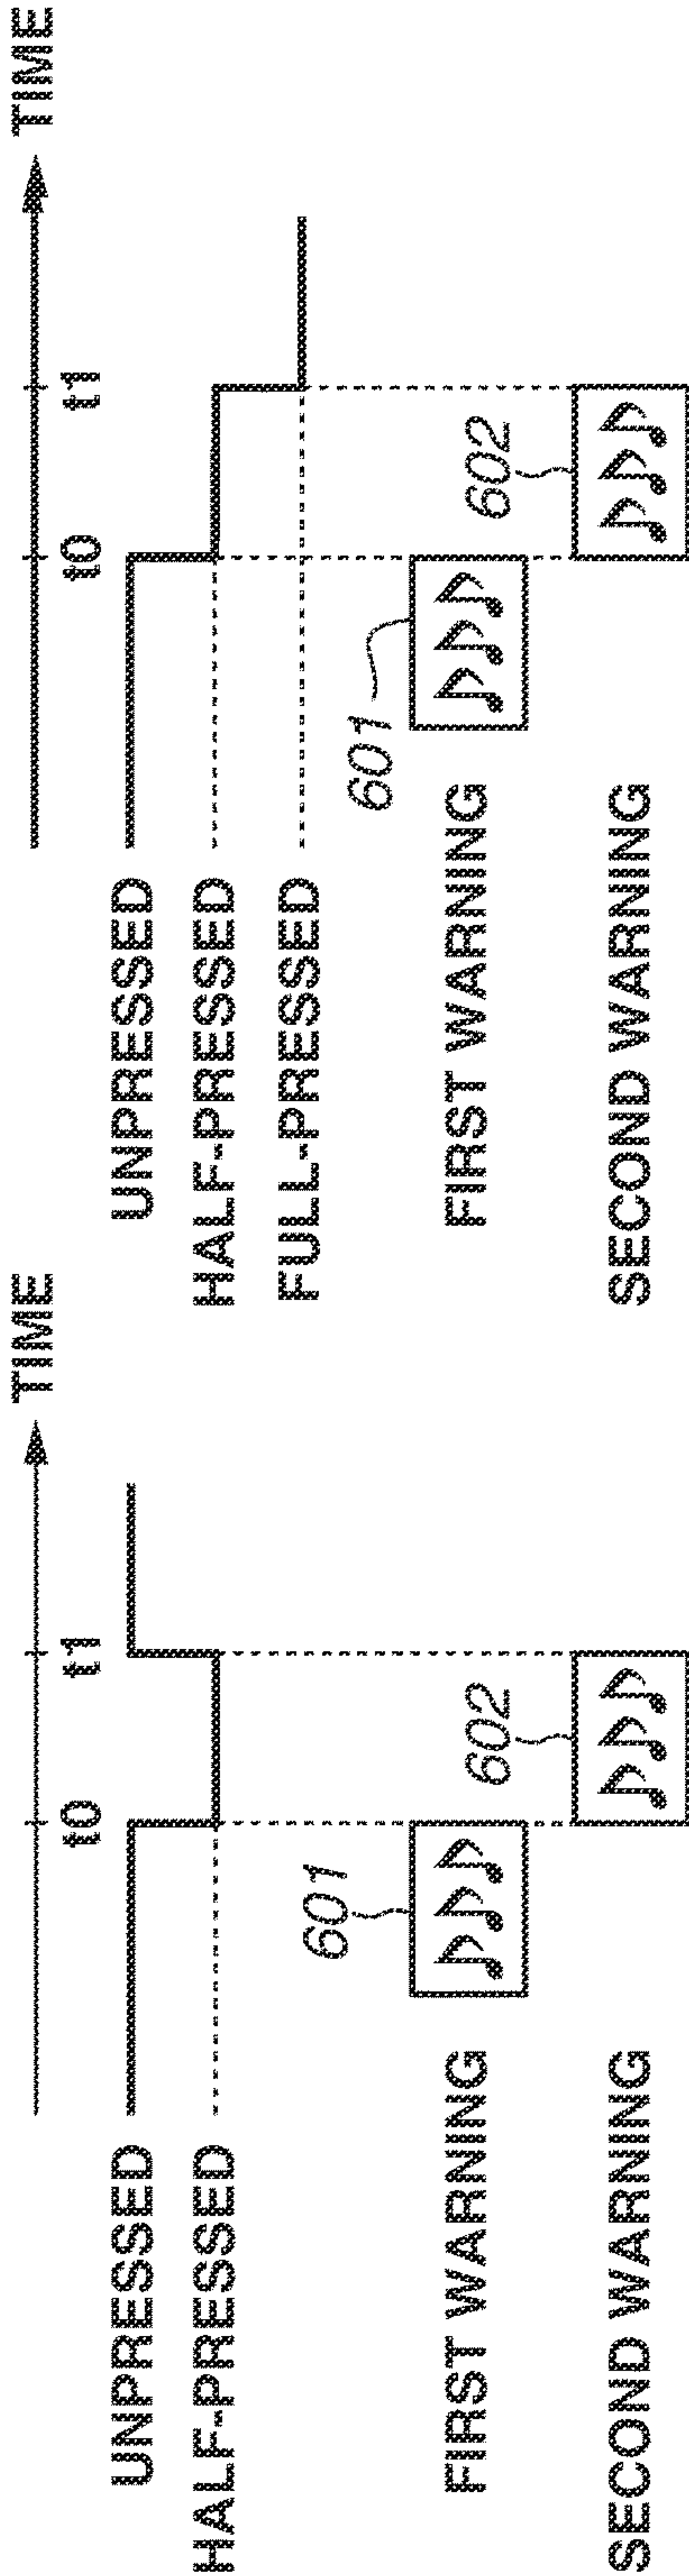 TIME
t0
t1
UNPRESSED
HALF-PRESSED
601
602
FIRST WARNING
SECOND WARNING
TIME
t0
t1
UNPRESSED
HALF-PRESSED
FULL-PRESSED
601
602
FIRST WARNING
SECOND WARNING